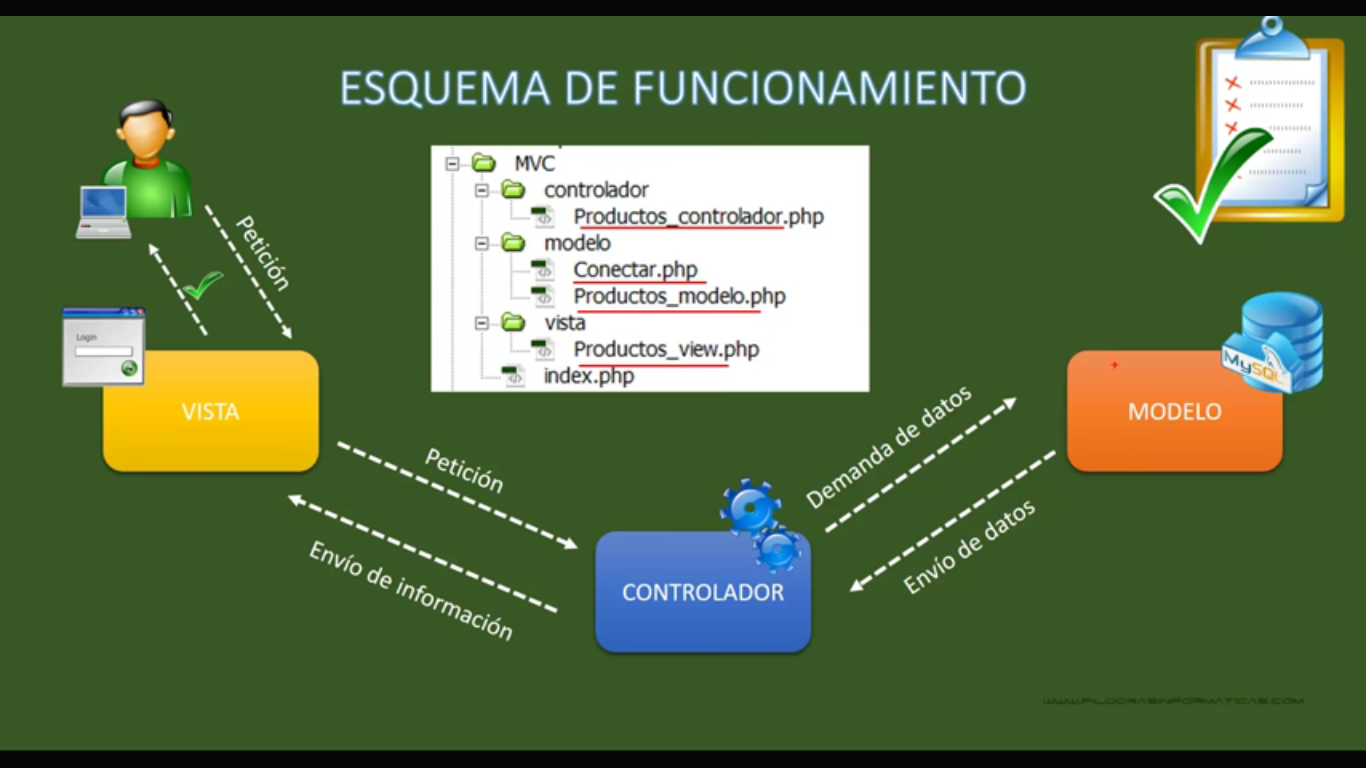 ESQUEMA DE FUNCIONAMIENTO
MVC
controlador
Productos_controlador.php
modelo
Conectar.php
Productos_modelo.php
vista
Productos_view.php
index.php
Petición
Login
VISTA
MySQL
MODELO
Petición
Envío de información
Demanda de datos
Envío de datos
CONTROLADOR
WWW.PILDORASINFORMATICAS.COM